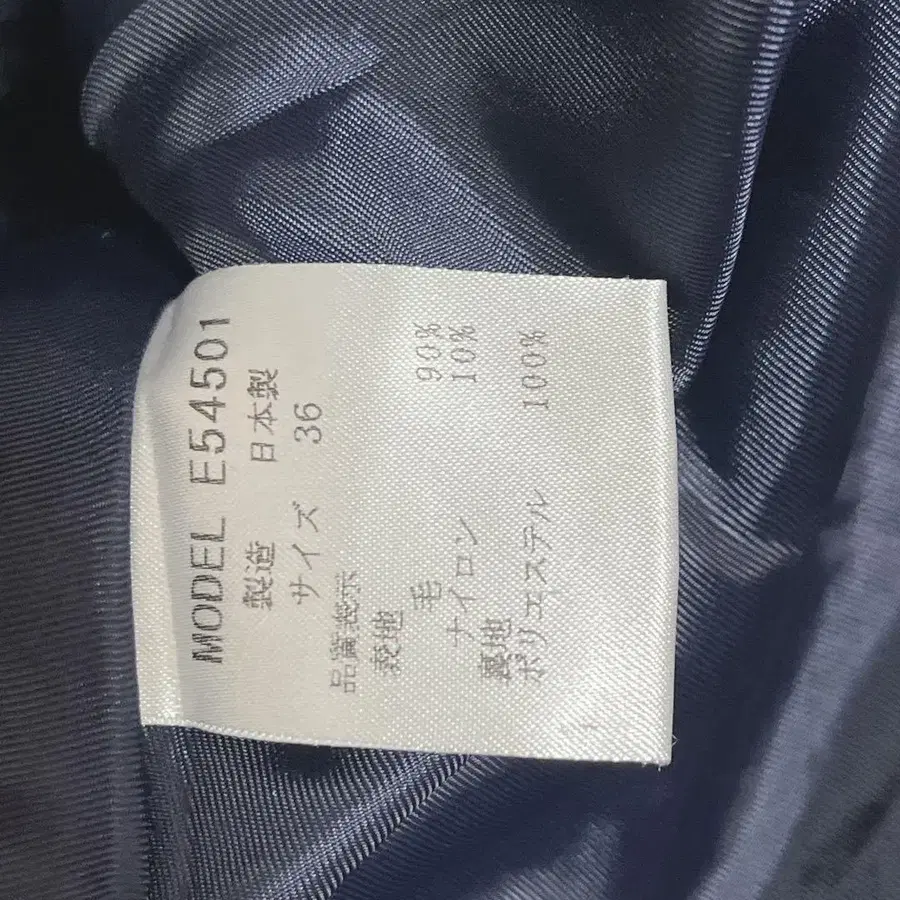 MODEL E54501
製造 日本製
サイズ 36
品質表示
表地
毛 90%
ナイロン 10%
裏地
ポリエステル 100%